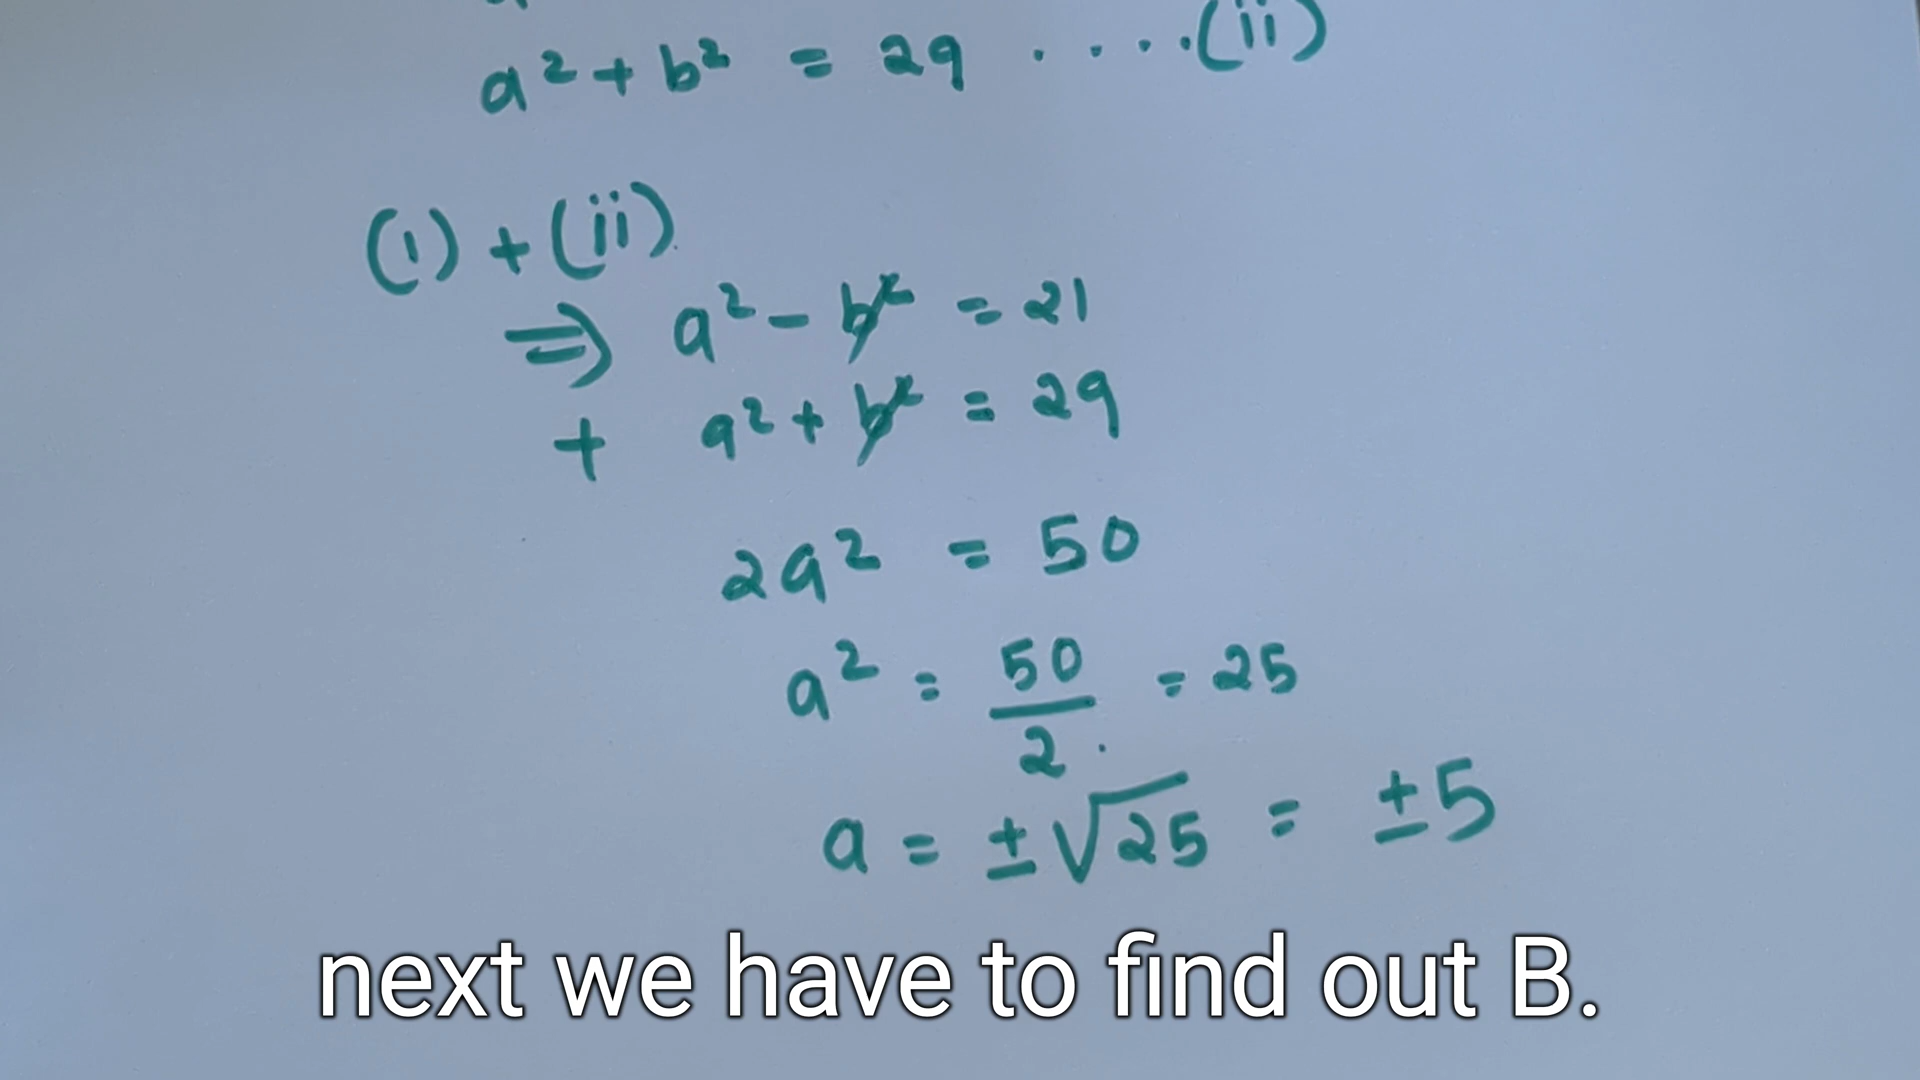 a² + b² = 29 ....(ii)
(i) + (ii)
⇒ a² - b² = 21
+ a² + b² = 29
2a² = 50
a² = 50/2 = 25
a = ±√25 = ±5
next we have to find out B.